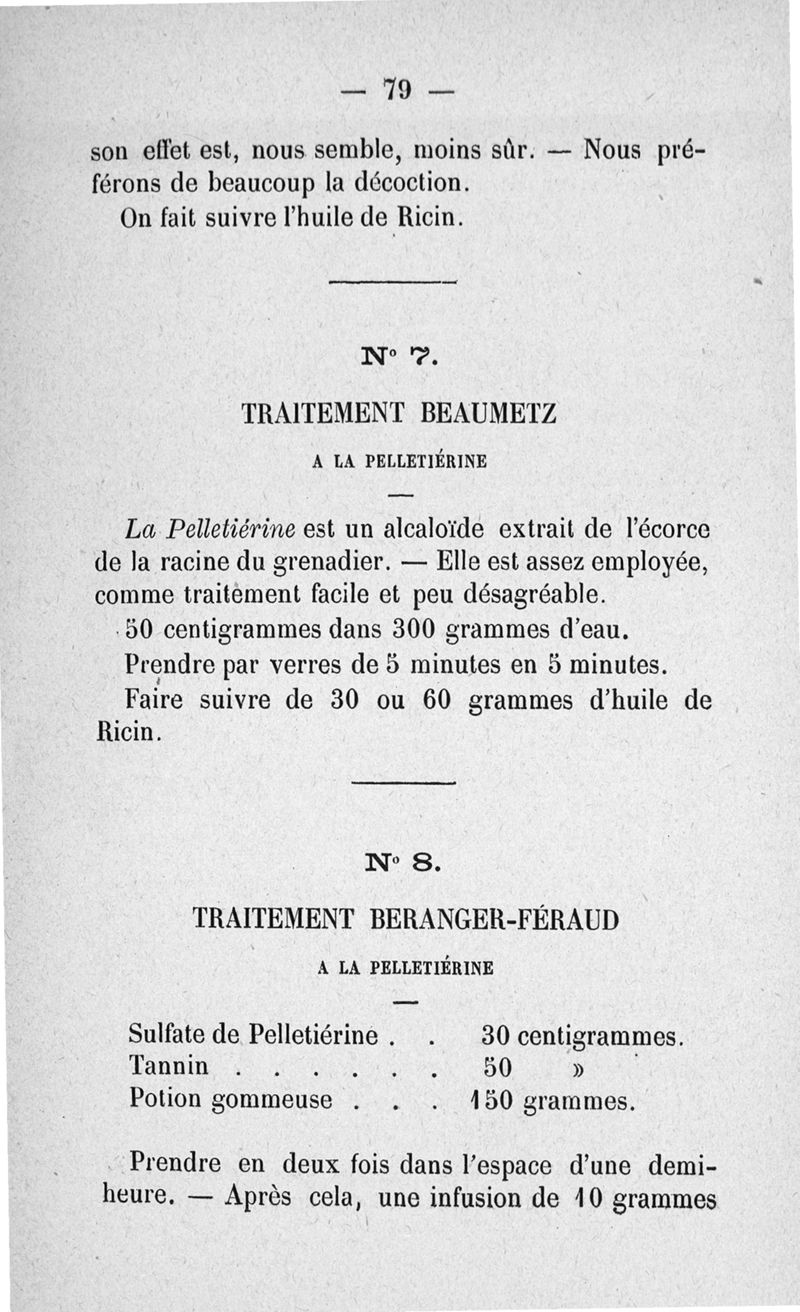 — 79 —
son effet est, nous semble, moins sûr. — Nous pré-
férons de beaucoup la décoction.
On fait suivre l'huile de Ricin.
N° 7.
TRAITEMENT BEAUMETZ
A LA PELLETIÉRINE
La Pelletiérine est un alcaloïde extrait de l'écorce
de la racine du grenadier. — Elle est assez employée,
comme traitement facile et peu désagréable.
50 centigrammes dans 300 grammes d'eau.
Prendre par verres de 5 minutes en 5 minutes.
Faire suivre de 30 ou 60 grammes d'huile de
Ricin.
N° 8.
TRAITEMENT BERANGER-FÉRAUD
A LA PELLETIÉRINE
Sulfate de Pelletiérine . . 30 centigrammes.
Tannin . . . . . . 50 »
Potion gommeuse . . . 150 grammes.
Prendre en deux fois dans l'espace d'une demi-
heure. — Après cela, une infusion de 10 grammes